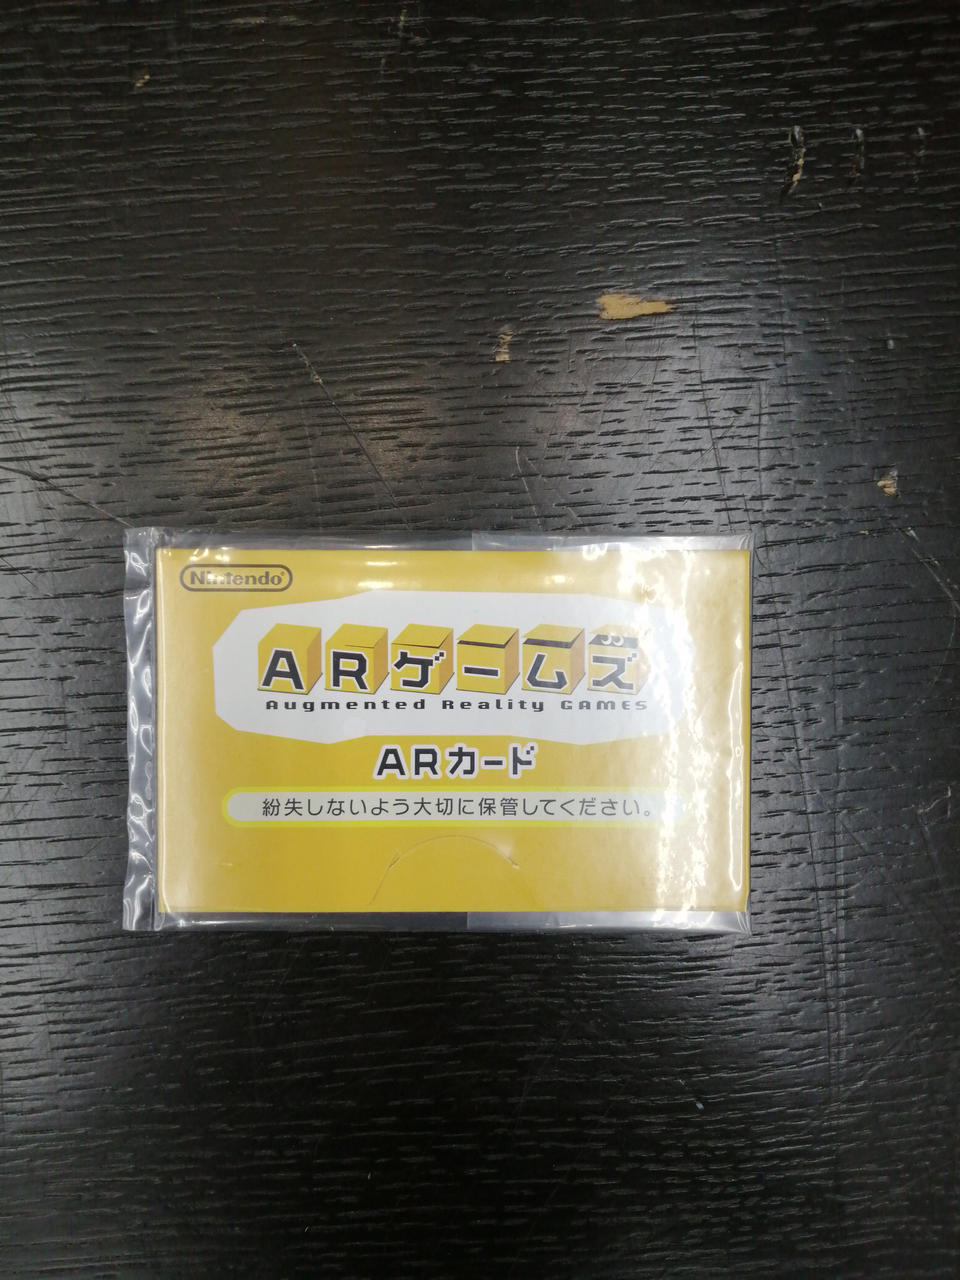 Nintendo®
ARゲームズ
Augmented Reality GAMES
ARカード
紛失しないよう大切に保管してください。